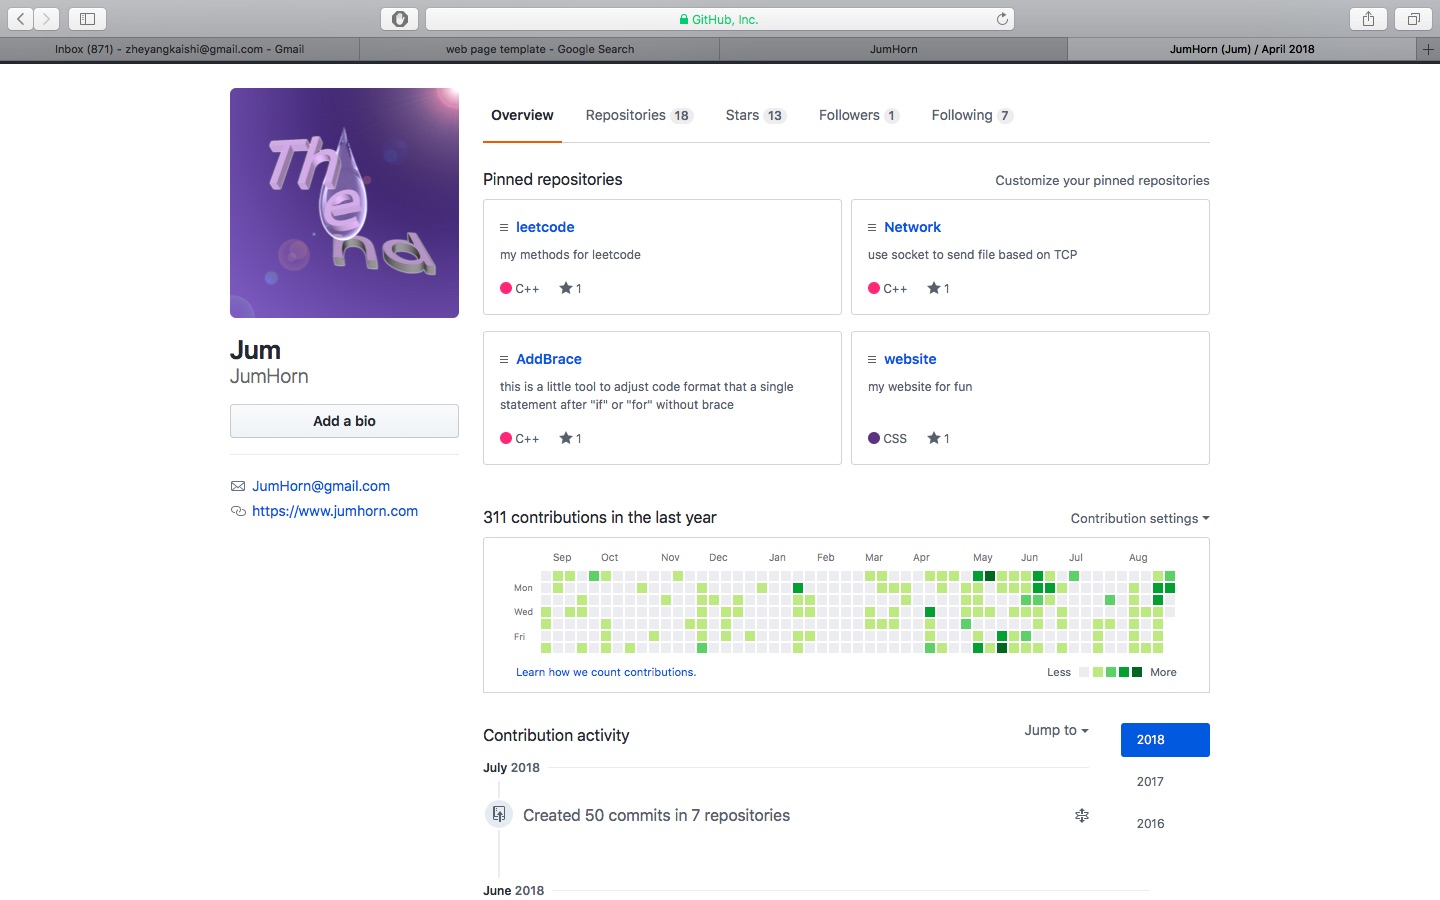 GitHub, Inc.
Inbox (871) - zheyangkaishi@gmail.com - Gmail
web page template - Google Search
JumHorn
JumHorn (Jum) / April 2018
The
End
Jum
JumHorn
Add a bio
JumHorn@gmail.com
https://www.jumhorn.com
Overview
Repositories 18
Stars 13
Followers 1
Following 7
Pinned repositories
Customize your pinned repositories
leetcode
my methods for leetcode
C++ 1
Network
use socket to send file based on TCP
C++ 1
AddBrace
this is a little tool to adjust code format that a single
statement after "if" or "for" without brace
C++ 1
website
my website for fun
CSS 1
311 contributions in the last year
Contribution settings
Sep Oct Nov Dec Jan Feb Mar Apr May Jun Jul Aug
Mon
Wed
Fri
Learn how we count contributions.
Less More
Contribution activity
Jump to
2018
2017
2016
July 2018
Created 50 commits in 7 repositories
June 2018